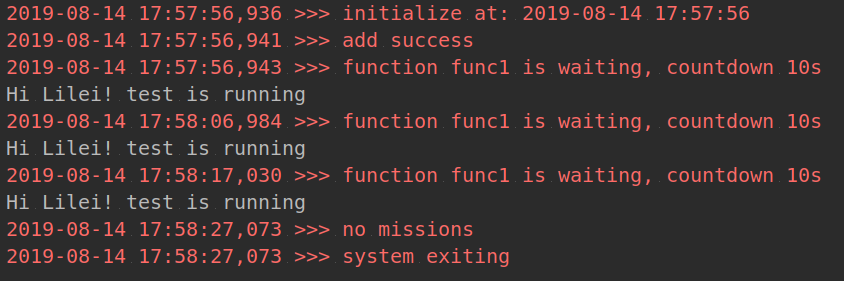 2019-08-14 17:57:56,936 >>> initialize at: 2019-08-14 17:57:56
2019-08-14 17:57:56,941 >>> add success
2019-08-14 17:57:56,943 >>> function func1 is waiting, countdown 10s
Hi Lilei! test is running
2019-08-14 17:58:06,984 >>> function func1 is waiting, countdown 10s
Hi Lilei! test is running
2019-08-14 17:58:17,030 >>> function func1 is waiting, countdown 10s
Hi Lilei! test is running
2019-08-14 17:58:27,073 >>> no missions
2019-08-14 17:58:27,073 >>> system exiting